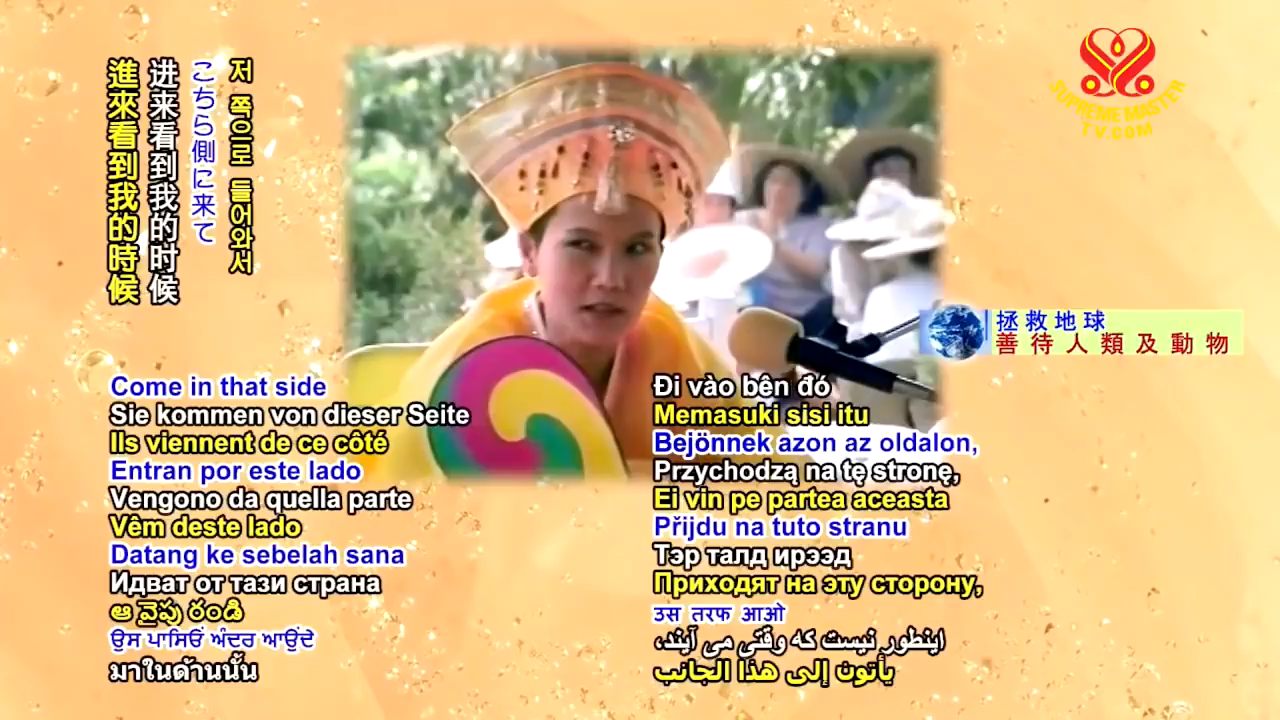 進來看到我的時候
进来看到我的时候
こちら側に来て
저 쪽으로 들어와서
SUPREME MASTER
TV.COM
拯救地球
善待人類及動物
Come in that side
Sie kommen von dieser Seite
Ils viennent de ce côté
Entran por este lado
Vengono da quella parte
Vêm deste lado
Datang ke sebelah sana
Идват от тази страна
ఆ వైపు రండి
ਉਸ ਪਾਸਿਓਂ ਅੰਦਰ ਆਉਂਦੇ
มาในด้านนั้น
Đi vào bên đó
Memasuki sisi itu
Bejönnek azon az oldalon,
Przychodzą na tę stronę,
Ei vin pe partea aceasta
Přijdu na tuto stranu
Тэр талд ирээд
Приходят на эту сторону,
उस तरफ आओ
اینطور نیست که وقتی می آیند،
يأتون إلى هذا الجانب